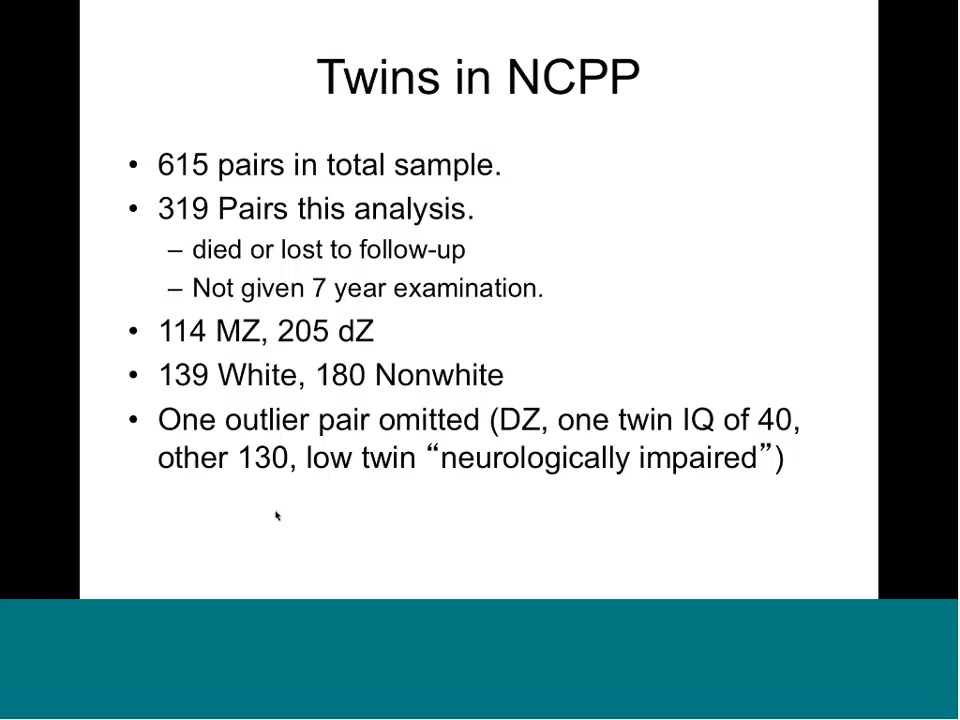 Twins in NCPP
• 615 pairs in total sample.
• 319 Pairs this analysis.
– died or lost to follow-up
– Not given 7 year examination.
• 114 MZ, 205 dZ
• 139 White, 180 Nonwhite
• One outlier pair omitted (DZ, one twin IQ of 40,
other 130, low twin “neurologically impaired”)